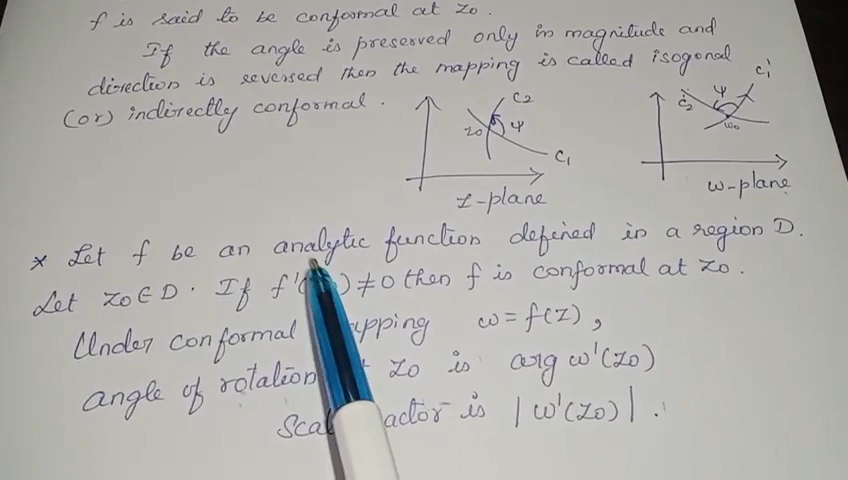 f is said to be conformal at z0.
If the angle is preserved only in magnitude and
direction is reversed then the mapping is called isogonal
(or) indirectly conformal.
C2
z0
ψ
C1
z-plane
C1'
ψ
C2'
w0
w-plane
* Let f be an analytic function defined in a region D.
Let z0 ∈ D. If f'( ) ≠ 0 then f is conformal at z0.
Under conformal apping w = f(z),
angle of rotation z0 is arg w'(z0)
Scal actor is |w'(z0)|.